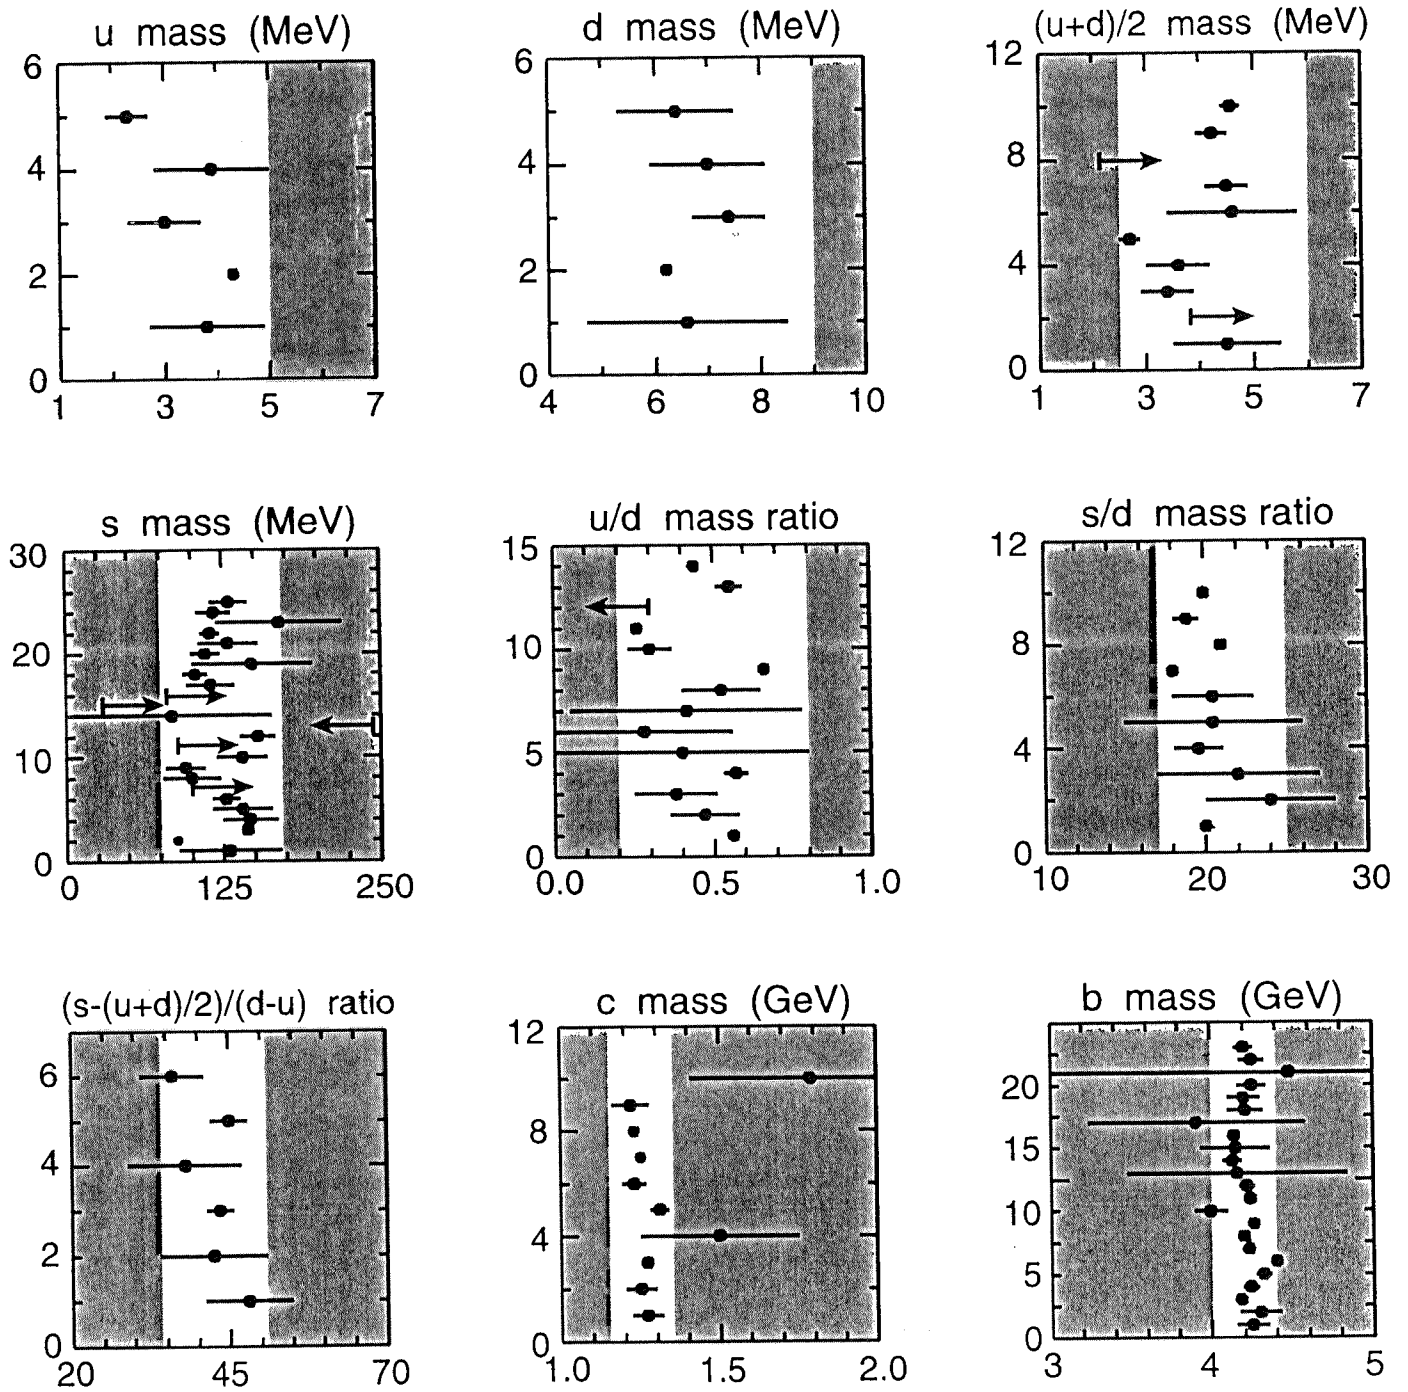 u mass (MeV)
6
4
2
0
1 3 5 7
d mass (MeV)
6
4
2
0
4 6 8 10
(u+d)/2 mass (MeV)
12
8
4
0
1 3 5 7
s mass (MeV)
30
20
10
0
0 125 250
u/d mass ratio
15
10
5
0
0.0 0.5 1.0
s/d mass ratio
12
8
4
0
10 20 30
(s-(u+d)/2)/(d-u) ratio
6
4
2
0
20 45 70
c mass (GeV)
12
8
4
0
1.0 1.5 2.0
b mass (GeV)
20
15
10
5
0
3 4 5